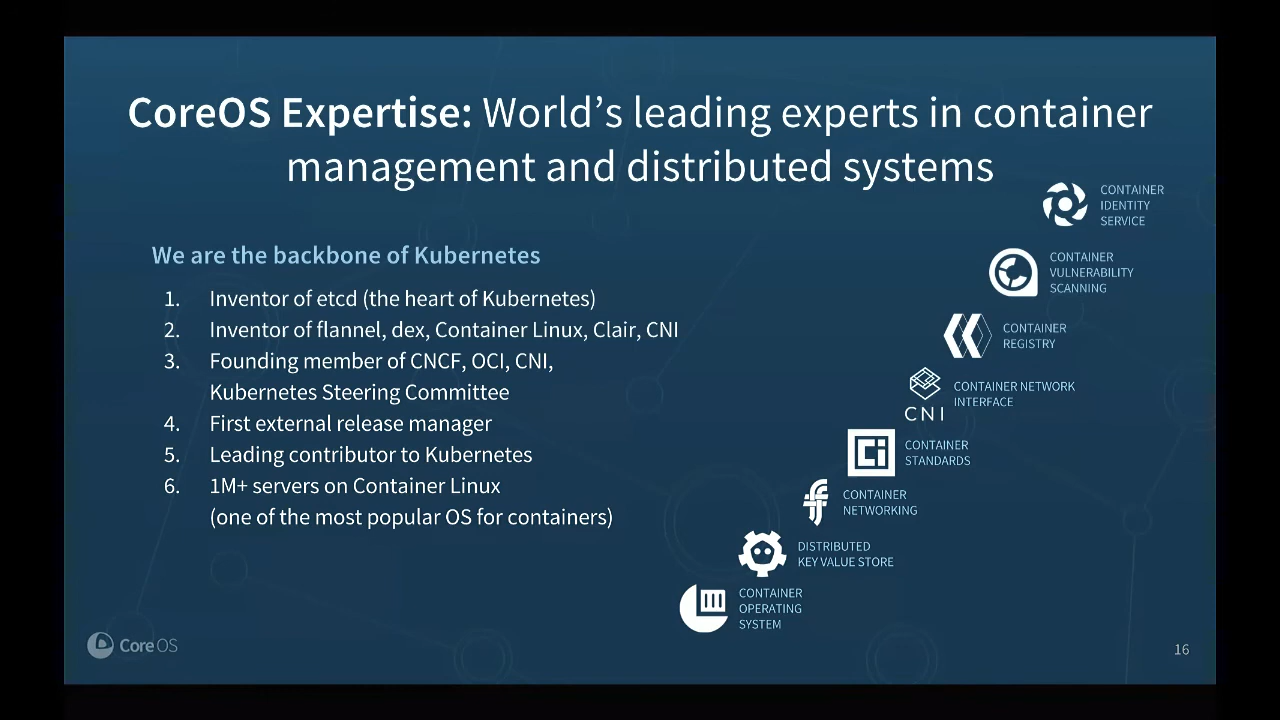 CoreOS Expertise: World's leading experts in container
management and distributed systems
We are the backbone of Kubernetes
1. Inventor of etcd (the heart of Kubernetes)
2. Inventor of flannel, dex, Container Linux, Clair, CNI
3. Founding member of CNCF, OCI, CNI,
Kubernetes Steering Committee
4. First external release manager
5. Leading contributor to Kubernetes
6. 1M+ servers on Container Linux
(one of the most popular OS for containers)
CONTAINER
IDENTITY
SERVICE
CONTAINER
VULNERABILITY
SCANNING
CONTAINER
REGISTRY
CNI
CONTAINER NETWORK
INTERFACE
CONTAINER
STANDARDS
CONTAINER
NETWORKING
DISTRIBUTED
KEY VALUE STORE
CONTAINER
OPERATING
SYSTEM
CoreOS
16